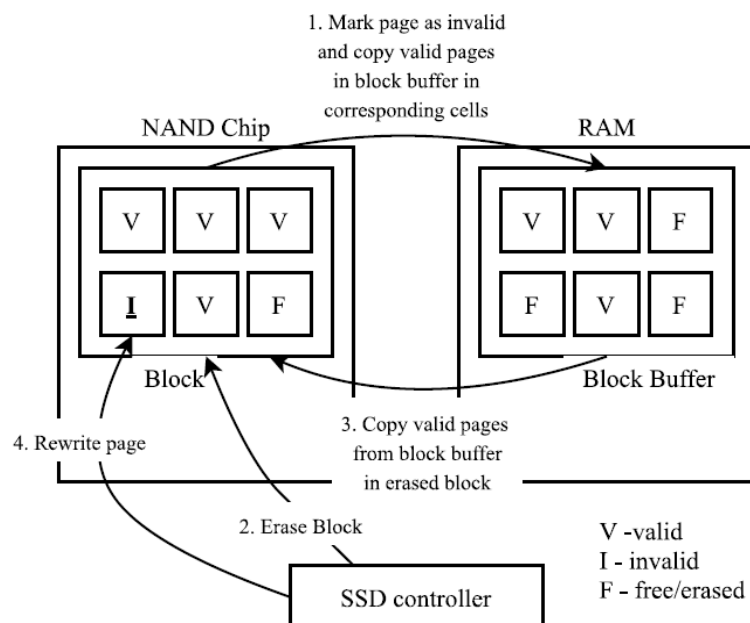 1. Mark page as invalid
and copy valid pages
in block buffer in
corresponding cells
NAND Chip
RAM
V V V
I V F
Block
V V F
F V F
Block Buffer
4. Rewrite page
3. Copy valid pages
from block buffer
in erased block
2. Erase Block
SSD controller
V -valid
I - invalid
F - free/erased